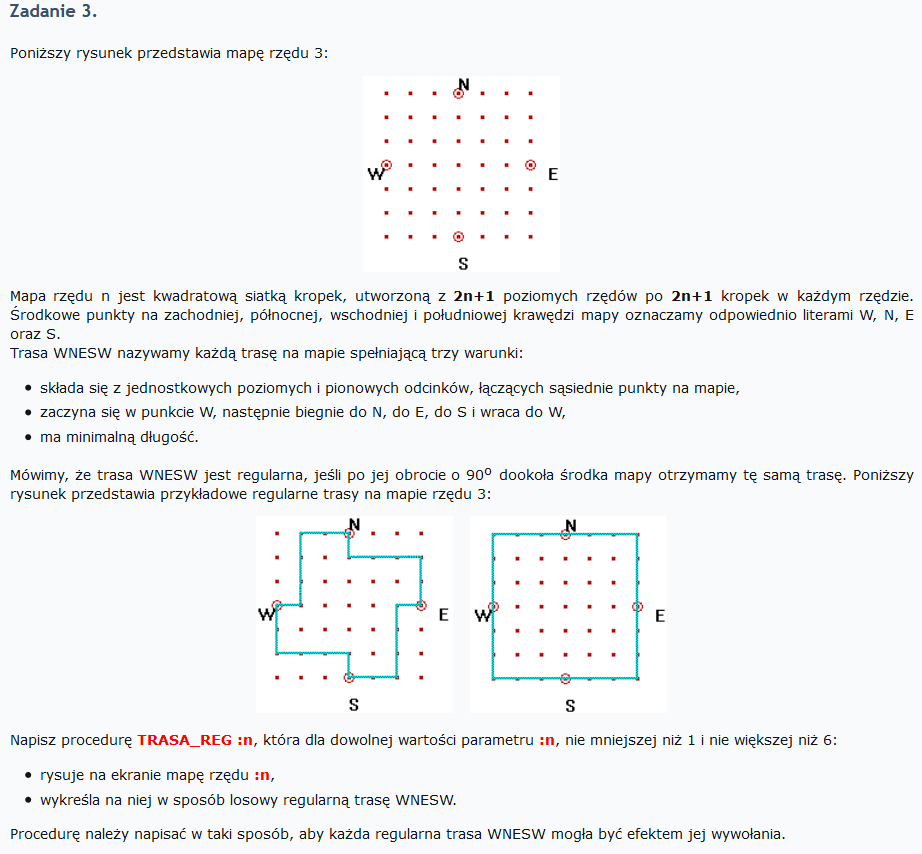 Zadanie 3.
Poniższy rysunek przedstawia mapę rzędu 3:
N
W
E
S
Mapa rzędu n jest kwadratową siatką kropek, utworzoną z 2n+1 poziomych rzędów po 2n+1 kropek w każdym rzędzie.
Środkowe punkty na zachodniej, północnej, wschodniej i południowej krawędzi mapy oznaczamy odpowiednio literami W, N, E
oraz S.
Trasa WNESW nazywamy każdą trasę na mapie spełniającą trzy warunki:
• składa się z jednostkowych poziomych i pionowych odcinków, łączących sąsiednie punkty na mapie,
• zaczyna się w punkcie W, następnie biegnie do N, do E, do S i wraca do W,
• ma minimalną długość.
Mówimy, że trasa WNESW jest regularna, jeśli po jej obrocie o 90⁰ dookoła środka mapy otrzymamy tę samą trasę. Poniższy
rysunek przedstawia przykładowe regularne trasy na mapie rzędu 3:
N
W
E
S
N
W
E
S
Napisz procedurę TRASA_REG :n, która dla dowolnej wartości parametru :n, nie mniejszej niż 1 i nie większej niż 6:
• rysuje na ekranie mapę rzędu :n,
• wykreśla na niej w sposób losowy regularną trasę WNESW.
Procedurę należy napisać w taki sposób, aby każda regularna trasa WNESW mogła być efektem jej wywołania.